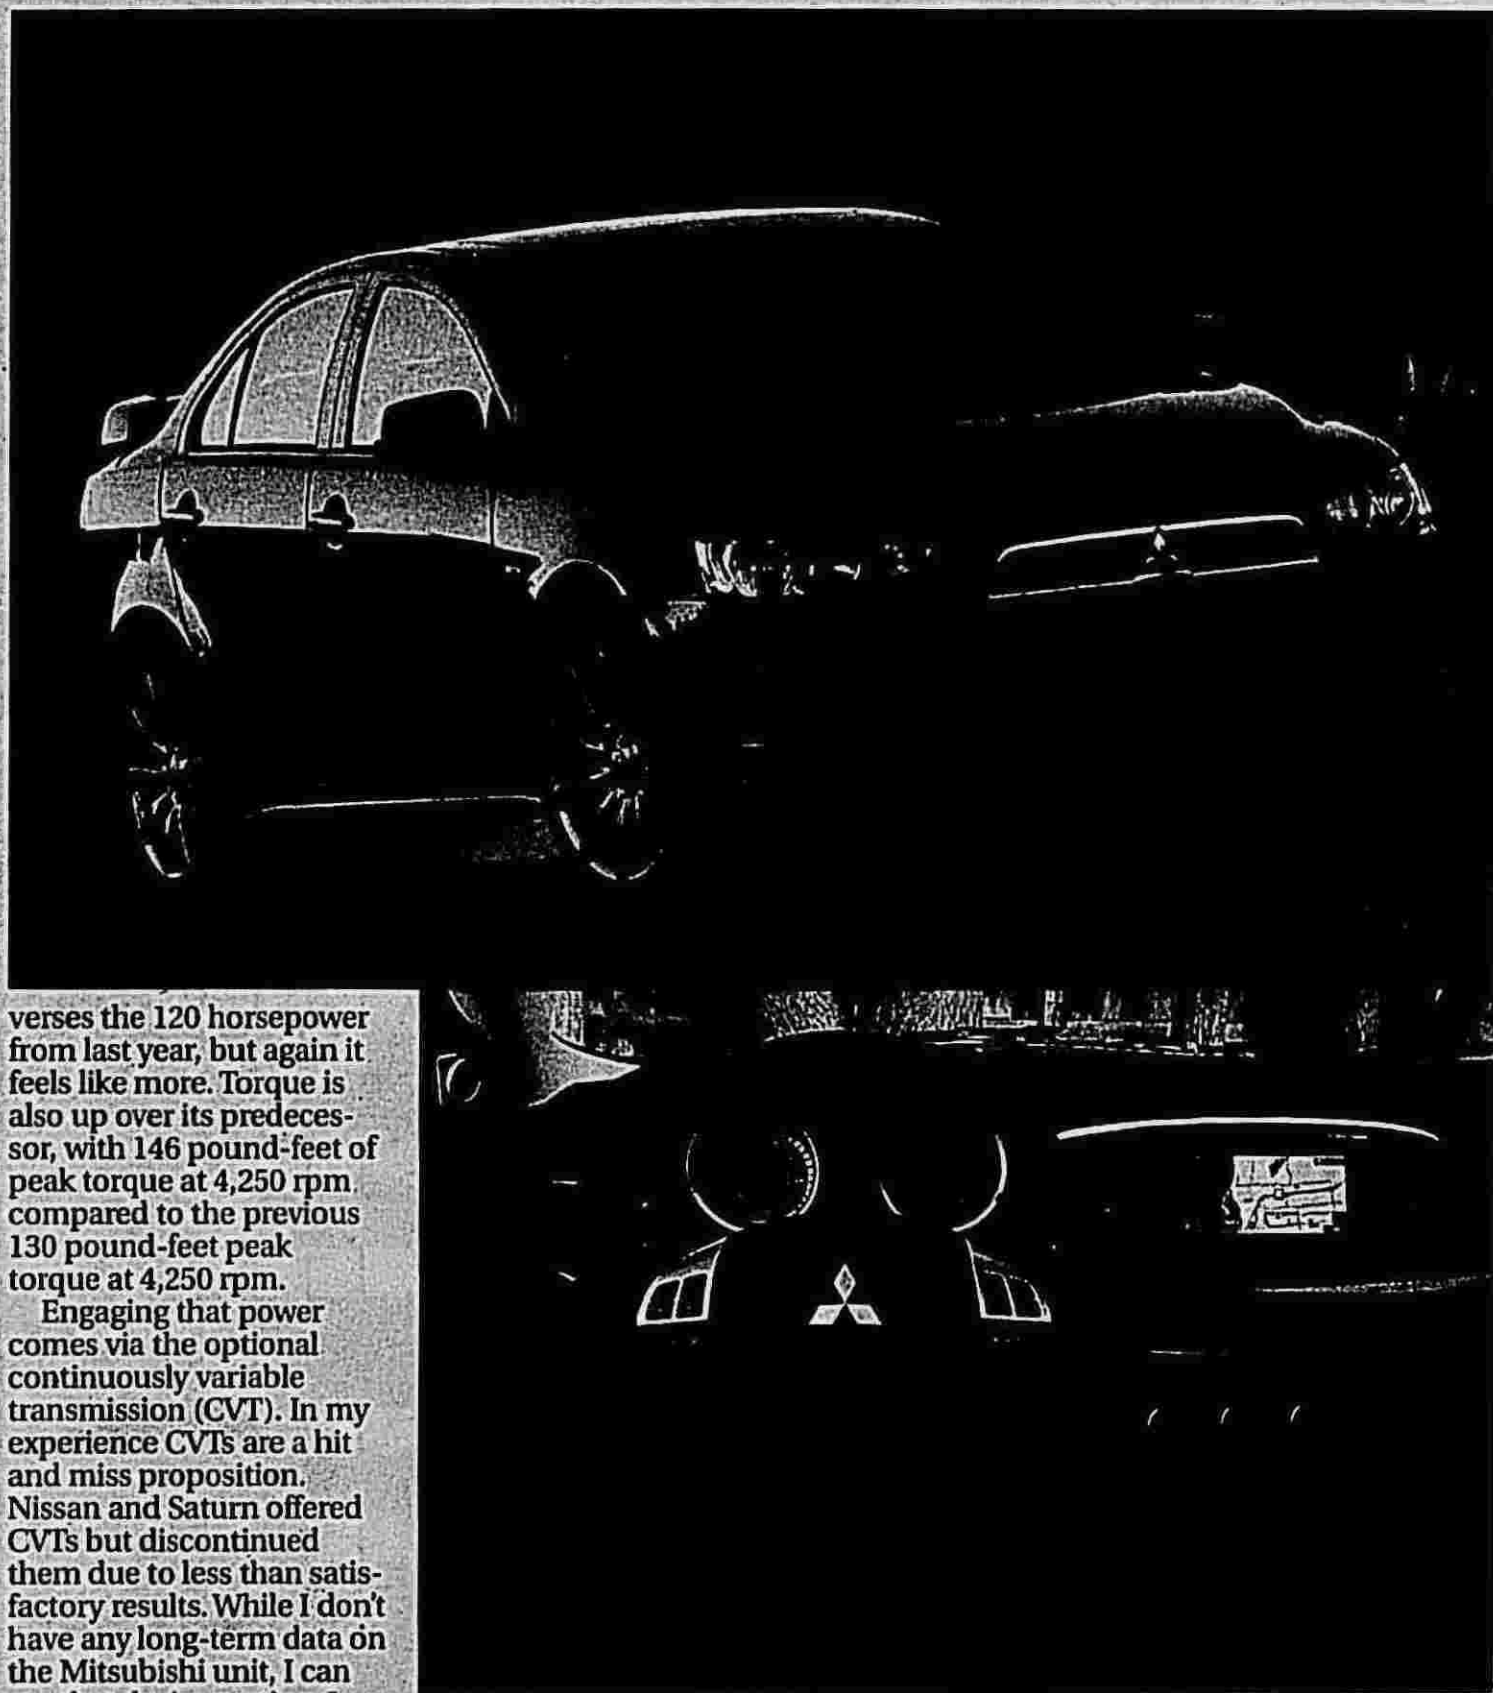 verses the 120 horsepower
from last year, but again it
feels like more. Torque is
also up over its predeces-
sor, with 146 pound-feet of
peak torque at 4,250 rpm
compared to the previous
130 pound-feet peak
torque at 4,250 rpm.
Engaging that power
comes via the optional
continuously variable
transmission (CVT). In my
experience CVTs are a hit
and miss proposition.
Nissan and Saturn offered
CVTs but discontinued
them due to less than satis-
factory results. While I don't
have any long-term data on
the Mitsubishi unit, I can